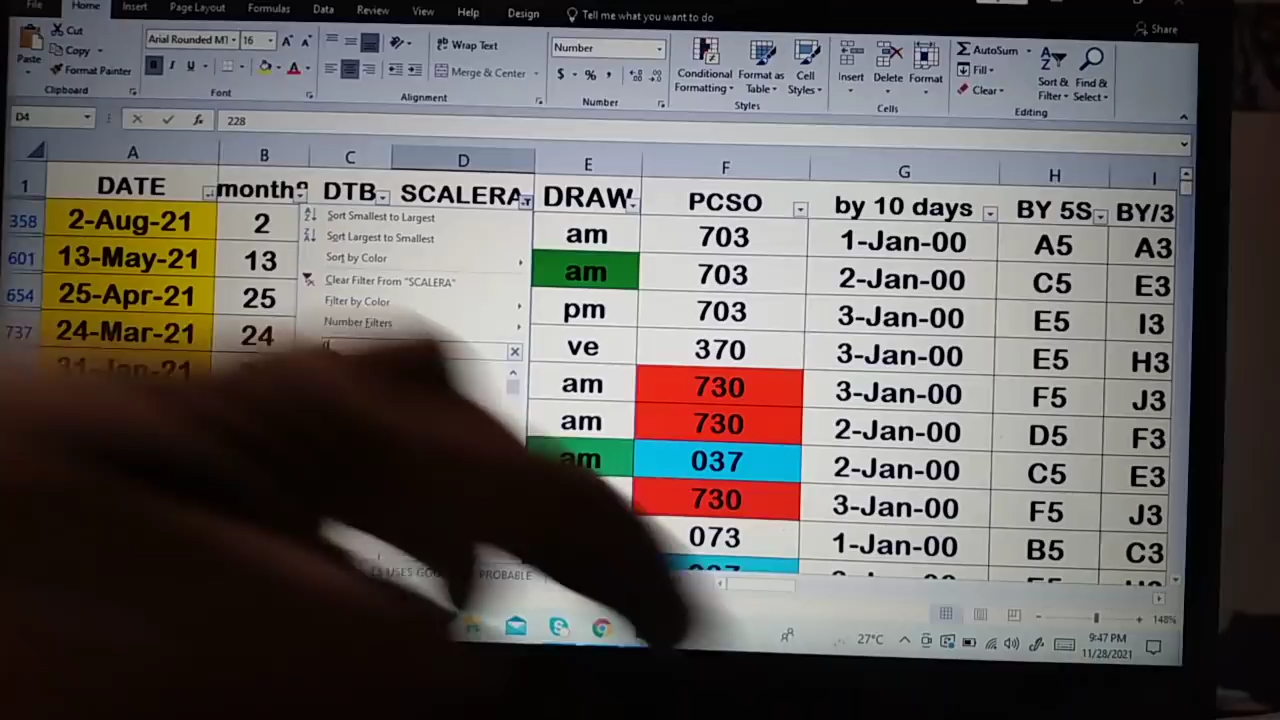 File Home Insert Page Layout Formulas Data Review View Help Design Tell me what you want to do
Share
Paste Cut
Copy
Format Painter
Clipboard
Arial Rounded MT 16 A A
B I U A
Font
Wrap Text
Merge & Center
Alignment
Number
$ % ,
Number
Conditional Formatting
Format as Table
Cell Styles
Styles
Insert Delete Format
Cells
AutoSum
Fill
Clear
Sort & Filter
Find & Select
Editing
D4 fx 228
A B C D E F G H I
1 DATE month DTB SCALERA DRAW PCSO by 10 days BY 5S BY/3
358 2-Aug-21 2 am 703 1-Jan-00 A5 A3
601 13-May-21 13 am 703 2-Jan-00 C5 E3
654 25-Apr-21 25 pm 703 3-Jan-00 E5 I3
737 24-Mar-21 24 ve 370 3-Jan-00 E5 H3
31-Jan-21 am 730 3-Jan-00 F5 J3
am 730 2-Jan-00 D5 F3
am 037 2-Jan-00 C5 E3
730 3-Jan-00 F5 J3
073 1-Jan-00 B5 C3
Sort Smallest to Largest
Sort Largest to Smallest
Sort by Color
Clear Filter From "SCALERA"
Filter by Color
Number Filters
PROBABLE
148%
27°C
9:47 PM
11/28/2021